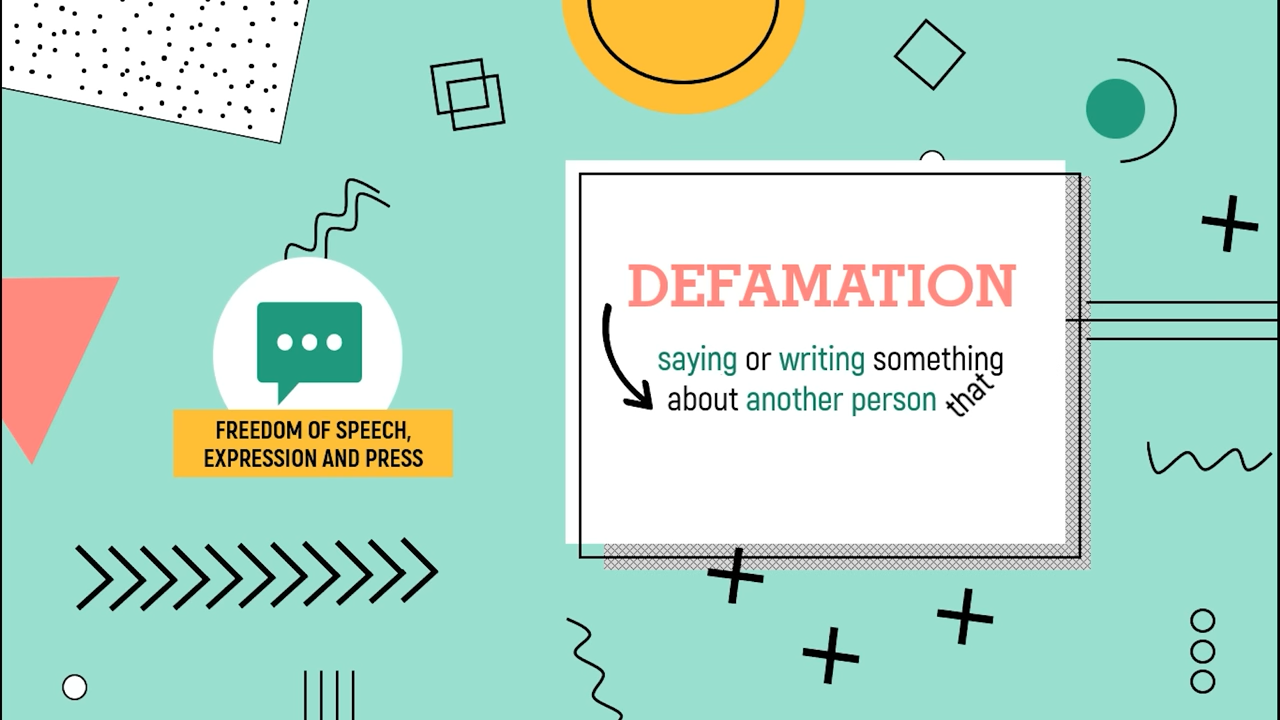 FREEDOM OF SPEECH,
EXPRESSION AND PRESS
DEFAMATION
saying or writing something
about another person that